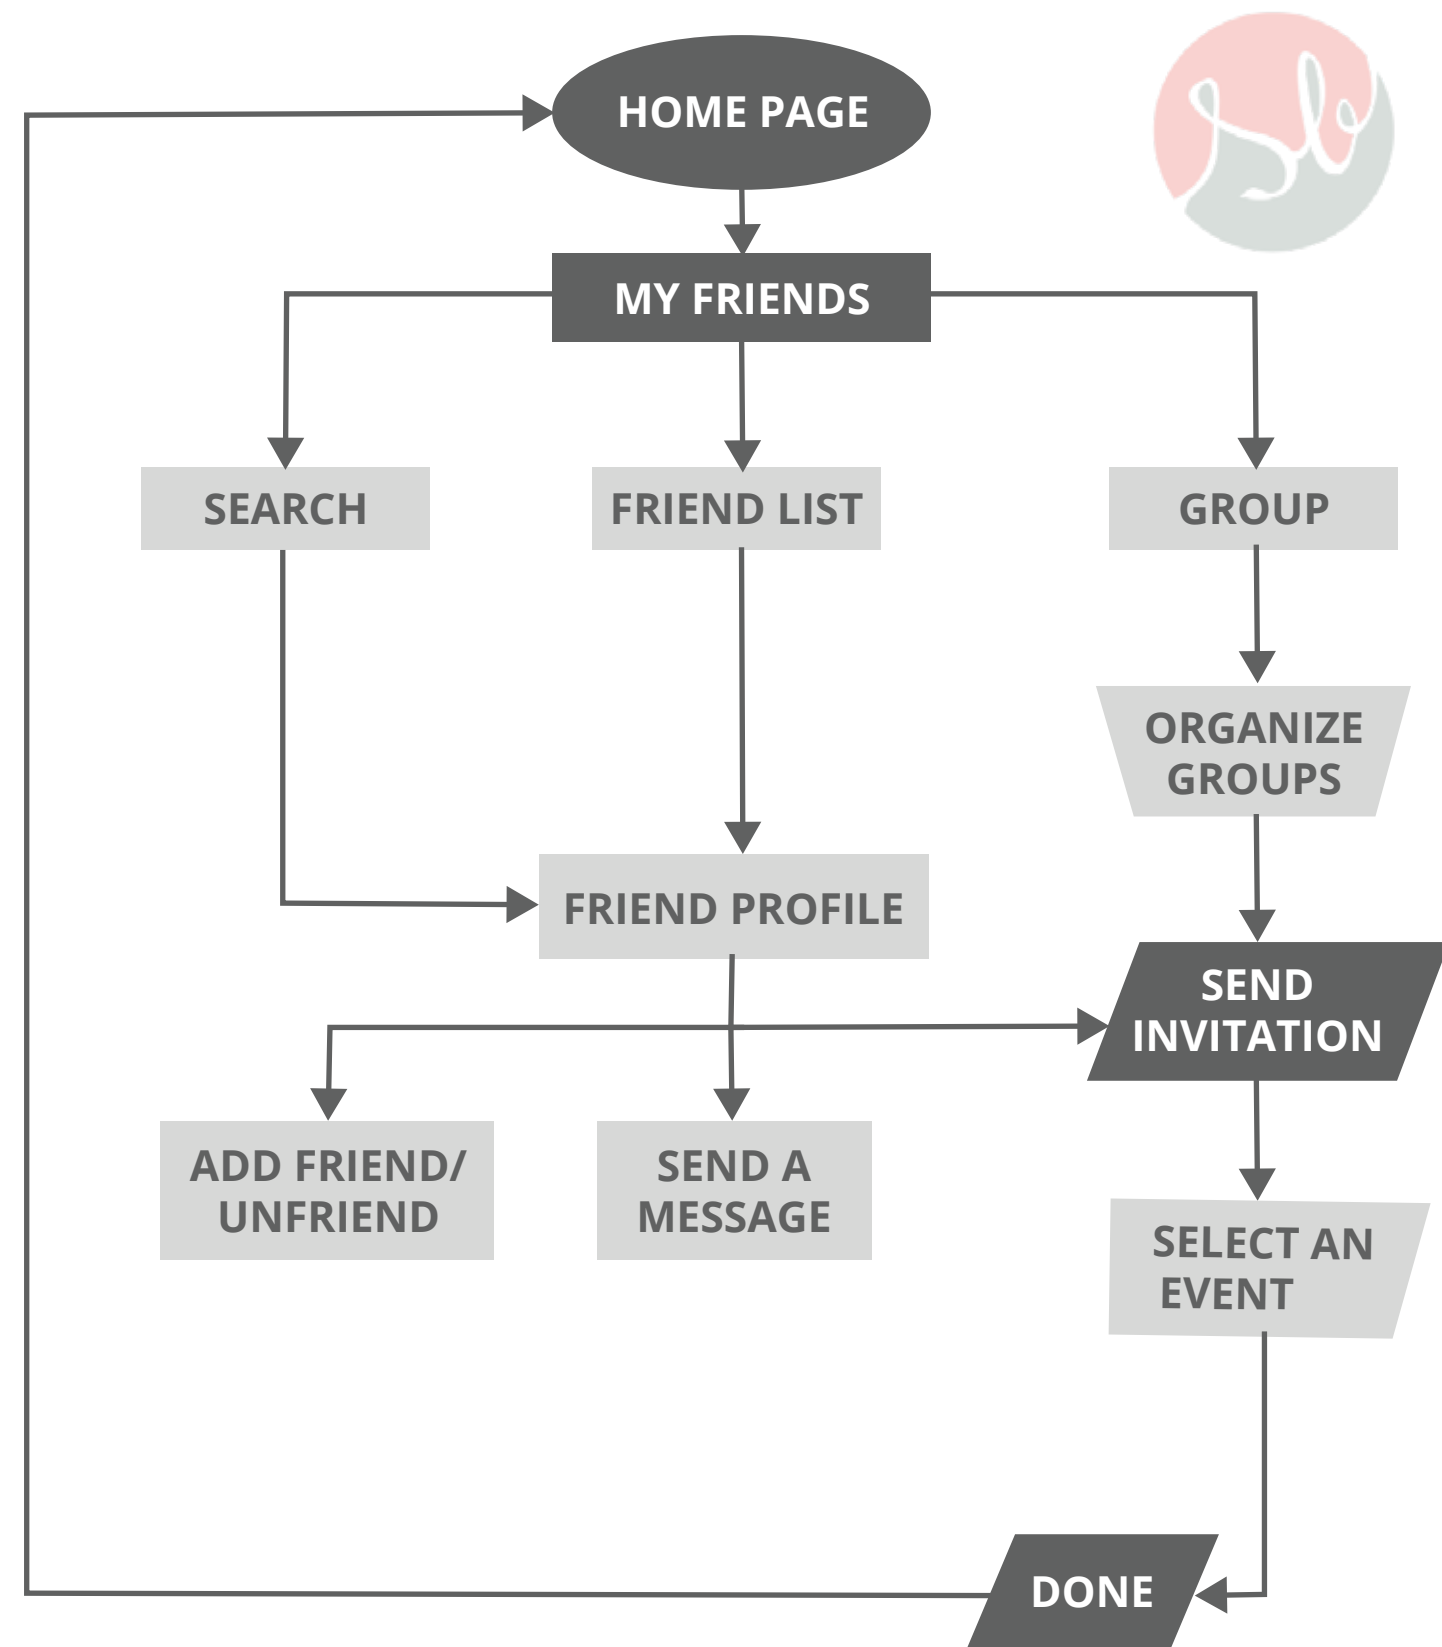 HOME PAGE
MY FRIENDS
SEARCH
FRIEND LIST
GROUP
ORGANIZE
GROUPS
FRIEND PROFILE
SEND
INVITATION
ADD FRIEND/
UNFRIEND
SEND A
MESSAGE
SELECT AN
EVENT
DONE
Sb